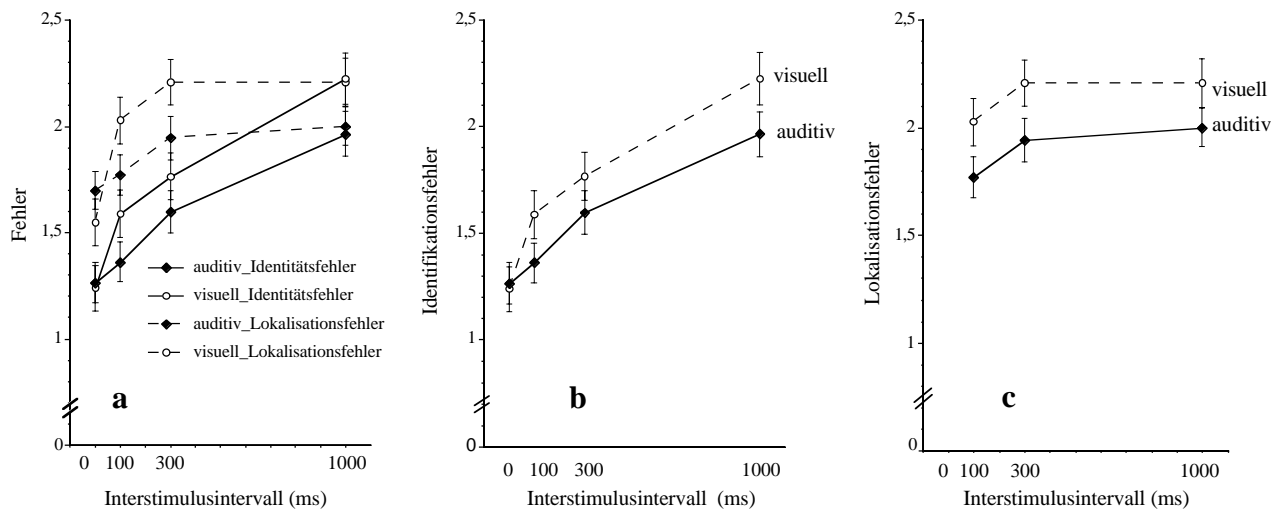 2,5
2
1,5
1
0
Fehler
auditiv_Identitätsfehler
visuell_Identitätsfehler
auditiv_Lokalisationsfehler
visuell_Lokalisationsfehler
a
0 100 300 1000
Interstimulusintervall (ms)
2,5
2
1,5
1
0
Identifikationsfehler
visuell
auditiv
b
0 100 300 1000
Interstimulusintervall (ms)
2,5
2
1,5
1
0
Lokalisationsfehler
visuell
auditiv
c
0 100 300 1000
Interstimulusintervall (ms)